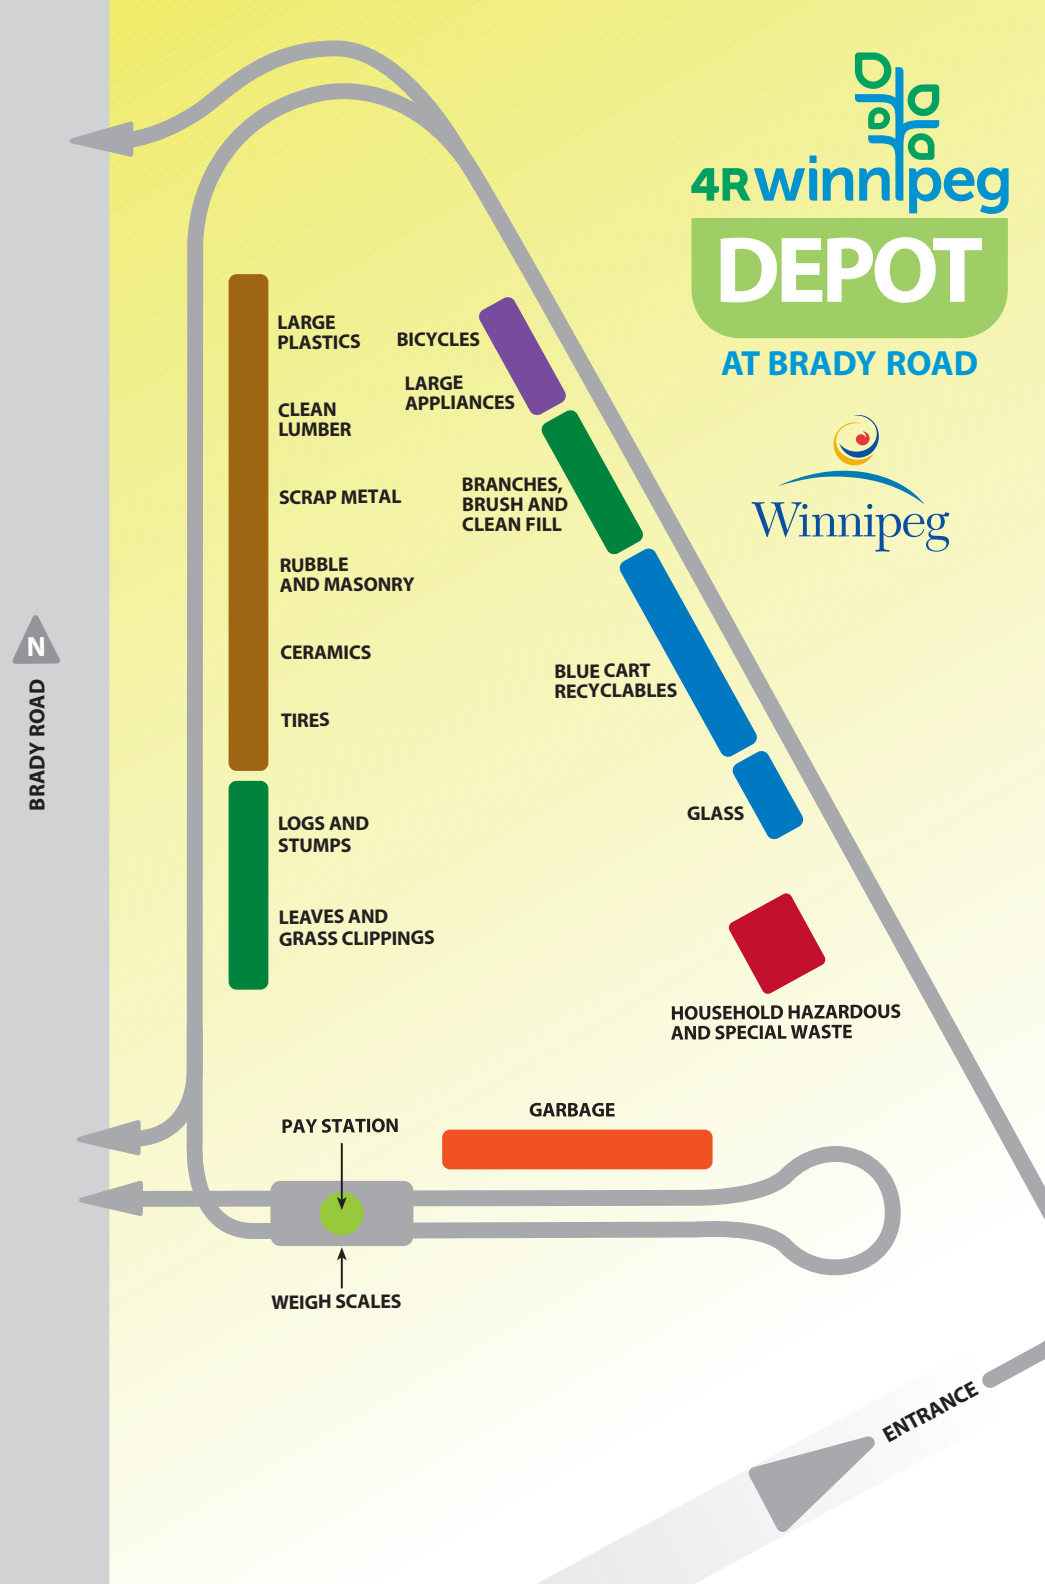 4R winnipeg
DEPOT
AT BRADY ROAD
Winnipeg
LARGE
PLASTICS
CLEAN
LUMBER
SCRAP METAL
RUBBLE
AND MASONRY
CERAMICS
TIRES
LOGS AND
STUMPS
LEAVES AND
GRASS CLIPPINGS
BICYCLES
LARGE
APPLIANCES
BRANCHES,
BRUSH AND
CLEAN FILL
BLUE CART
RECYCLABLES
GLASS
HOUSEHOLD HAZARDOUS
AND SPECIAL WASTE
N
BRADY ROAD
GARBAGE
PAY STATION
WEIGH SCALES
ENTRANCE